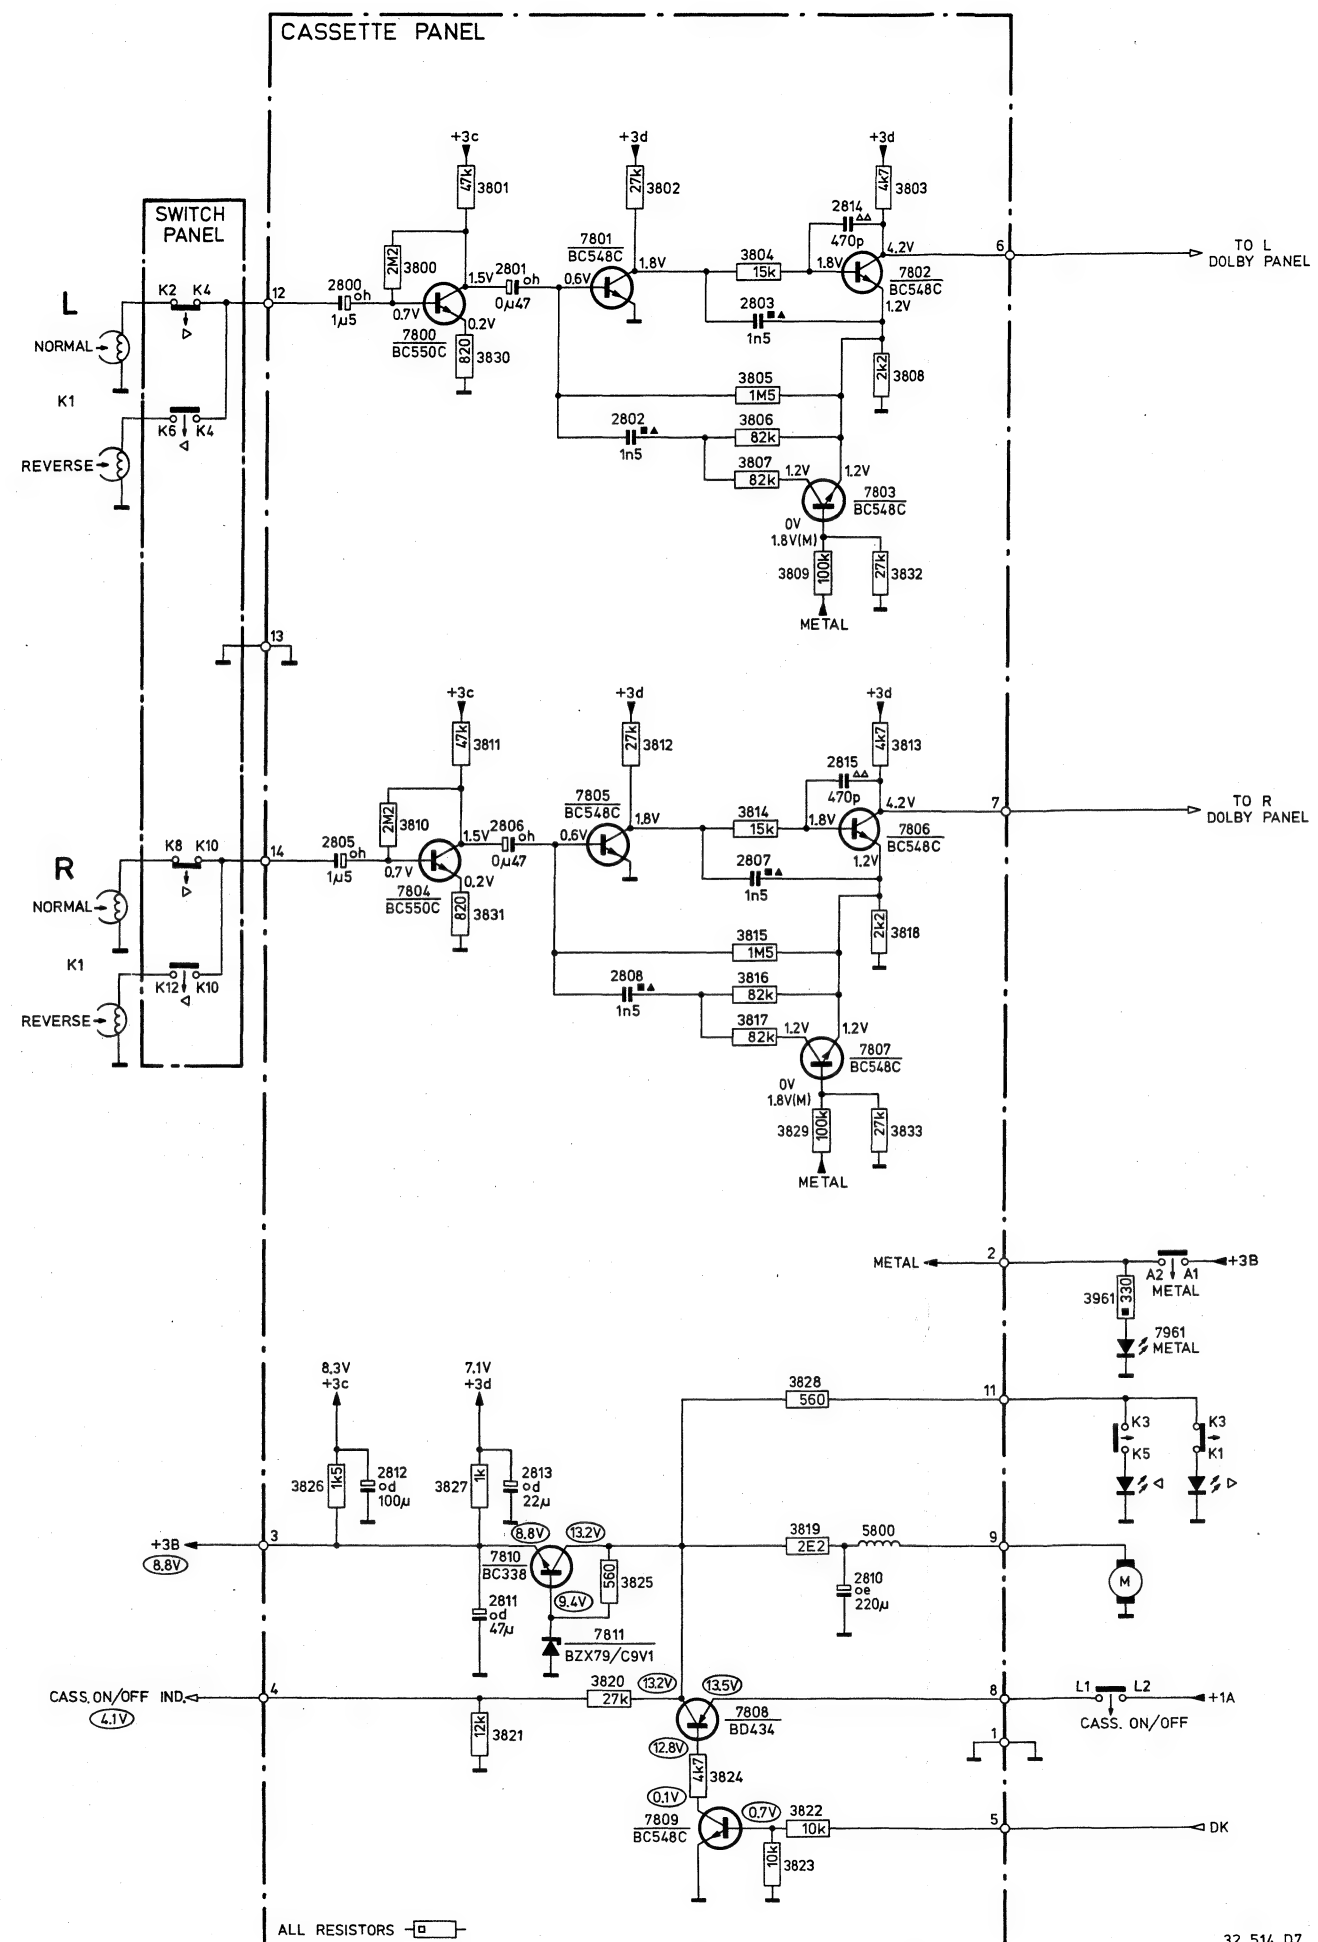 CASSETTE PANEL
+3c
+3d
+3d
47k
3801
27k
3802
4k7
3803
SWITCH
PANEL
2814
470p
7801
BC548C
3804
15k
1.8V
1.8V
4.2V
6
TO L
DOLBY PANEL
2M2
3800
1.5V
2801
oh
0µ47
0.6V
7802
BC548C
1.2V
L
K2
K4
12
2800
oh
1µ5
0.7V
0.2V
2803
■▲
1n5
NORMAL
7800
BC550C
820
3830
2k2
3808
K1
3805
1M5
K6
K4
2802
■▲
1n5
3806
82k
REVERSE
3807
82k
1.2V
1.2V
7803
BC548C
0V
1.8V(M)
3809
100k
27k
3832
METAL
13
+3c
+3d
+3d
47k
3811
27k
3812
4k7
3813
2815
470p
7805
BC548C
3814
15k
1.8V
1.8V
4.2V
7
TO R
DOLBY PANEL
2M2
3810
1.5V
2806
oh
0µ47
0.6V
7806
BC548C
1.2V
R
K8
K10
14
2805
oh
1µ5
0.7V
0.2V
2807
■▲
1n5
NORMAL
7804
BC550C
820
3831
2k2
3818
K1
3815
1M5
K12
K10
2808
■▲
1n5
3816
82k
REVERSE
3817
82k
1.2V
1.2V
7807
BC548C
0V
1.8V(M)
3829
100k
27k
3833
METAL
METAL
2
+3B
A2
A1
METAL
3961
330
7961
METAL
8.3V
+3c
7.1V
+3d
3828
560
11
K3
K5
K3
K1
3826
1k5
2812
od
100µ
3827
1k
2813
od
22µ
+3B
8.8V
3
8.8V
13.2V
3819
2E2
5800
9
7810
BC338
560
3825
2810
oe
220µ
M
2811
od
47µ
9.4V
7811
BZX79/C9V1
CASS. ON/OFF IND.
4.1V
4
3820
27k
13.2V
13.5V
8
L1
L2
+1A
CASS. ON/OFF
12k
3821
7808
BD434
1
12.8V
4k7
3824
0.1V
7809
BC548C
0.7V
3822
10k
5
DK
10k
3823
ALL RESISTORS
32 514 D7